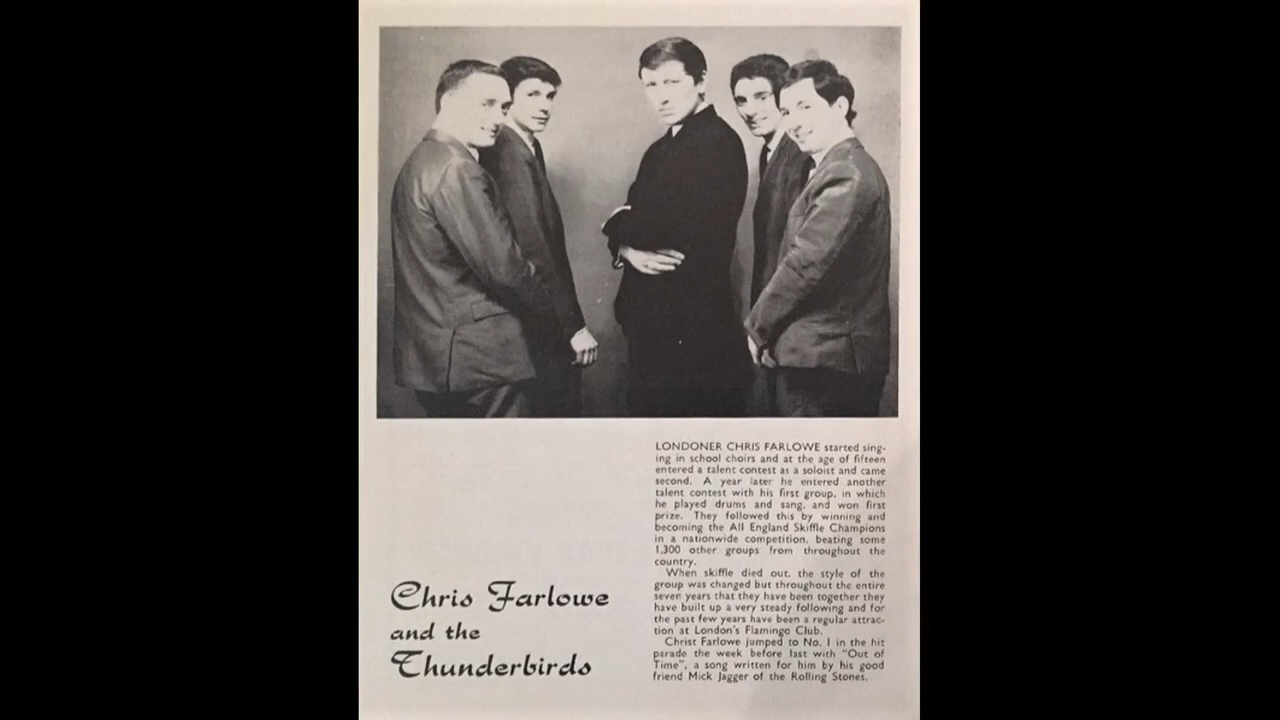 LONDONER CHRIS FARLOWE started sing-
ing in school choirs and at the age of fifteen
entered a talent contest as a soloist and came
second. A year later he entered another
talent contest with his first group, in which
he played drums and sang, and won first
prize. They followed this by winning and
becoming the All England Skiffle Champions
in a nationwide competition, beating some
1,300 other groups from throughout the
country.
When skiffle died out, the style of the
group was changed but throughout the entire
seven years that they have been together they
have built up a very steady following and for
the past few years have been a regular attrac-
tion at London's Flamingo Club.
Christ Farlowe jumped to No. 1 in the hit
parade the week before last with "Out of
Time", a song written for him by his good
friend Mick Jagger of the Rolling Stones.
Chris Farlowe
and the
Thunderbirds